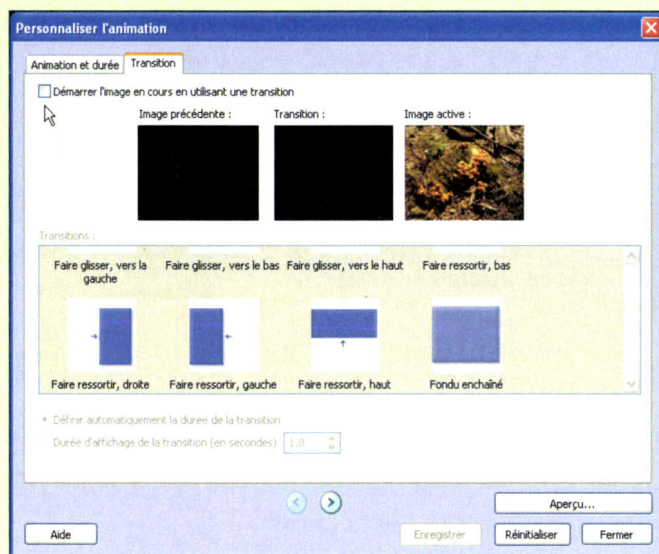 Personnaliser l'animation
Animation et durée Transition
Démarrer l'image en cours en utilisant une transition
Image précédente : Transition : Image active :
Transitions :
Faire glisser, vers la gauche
Faire glisser, vers le bas
Faire glisser, vers le haut
Faire ressortir, bas
Faire ressortir, droite
Faire ressortir, gauche
Faire ressortir, haut
Fondu enchaîné
* Définir automatiquement la duree de la transition
Durée d'affichage de la transition (en secondes) 1,0
Aperçu...
Aide Enregistrer Réinitialiser Fermer